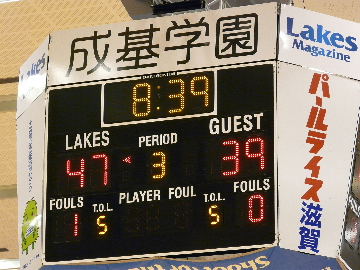 成基学園
Lakes
Magazine
Lakes
8:39
LAKES PERIOD GUEST
47 3 39
FOULS T.O.L. PLAYER FOUL T.O.L. FOULS
1 5 5 0
パールライス滋賀